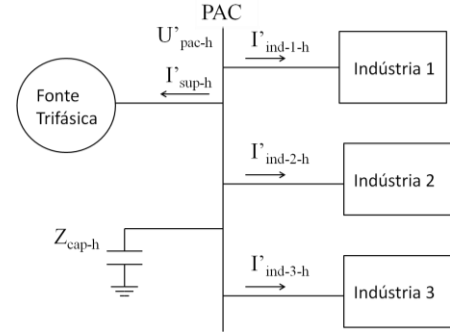 PAC
U'pac-h
I'ind-1-h
Indústria 1
I'sup-h
Fonte
Trifásica
I'ind-2-h
Indústria 2
Zcap-h
I'ind-3-h
Indústria 3